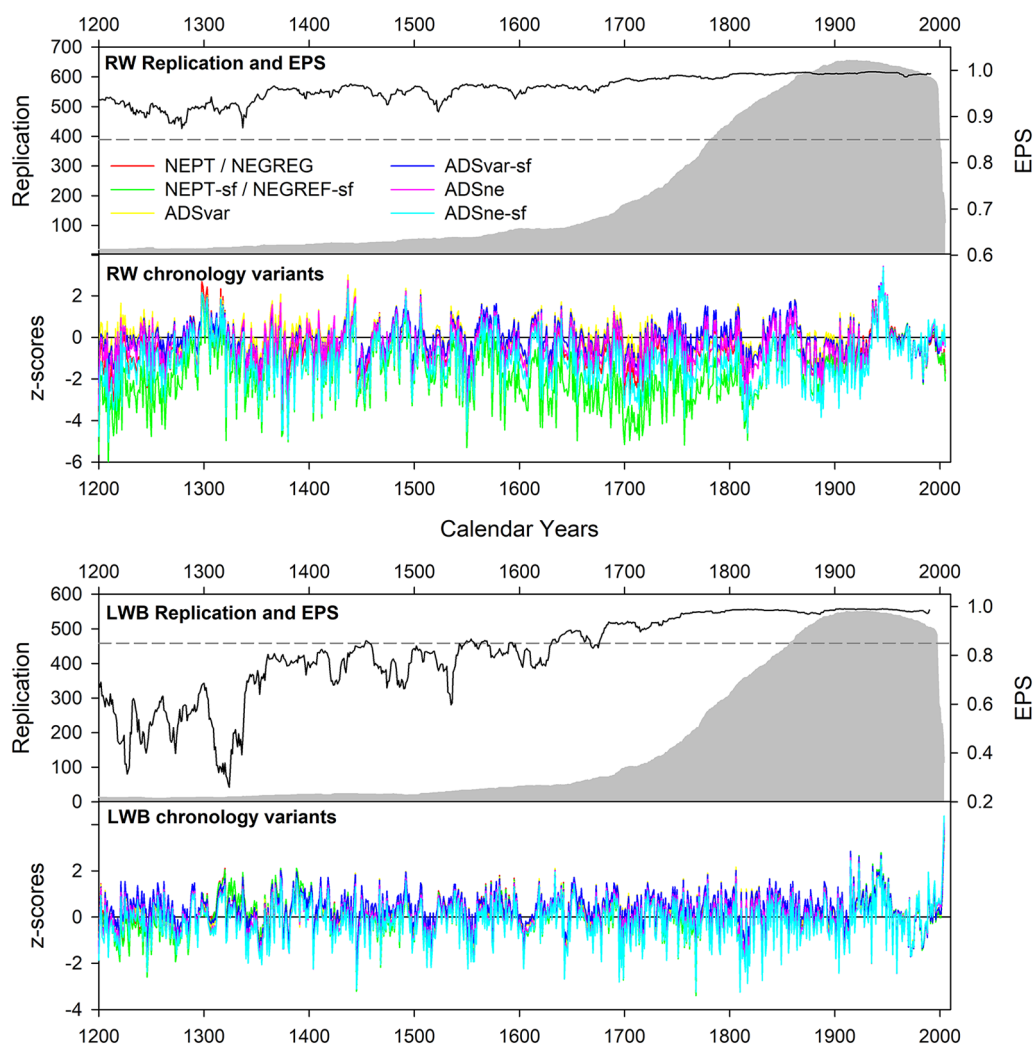 1200 1300 1400 1500 1600 1700 1800 1900 2000
700
600
500
400
300
200
100
Replication
RW Replication and EPS
NEPT / NEGREG
NEPT-sf / NEGREF-sf
ADSvar
ADSvar-sf
ADSne
ADSne-sf
1.0
0.9
0.8
0.7
0.6
EPS
RW chronology variants
2
0
-2
-4
-6
z-scores
1200 1300 1400 1500 1600 1700 1800 1900 2000
Calendar Years
1200 1300 1400 1500 1600 1700 1800 1900 2000
600
500
400
300
200
100
0
Replication
LWB Replication and EPS
1.0
0.8
0.6
0.4
0.2
EPS
LWB chronology variants
2
0
-2
-4
z-scores
1200 1300 1400 1500 1600 1700 1800 1900 2000